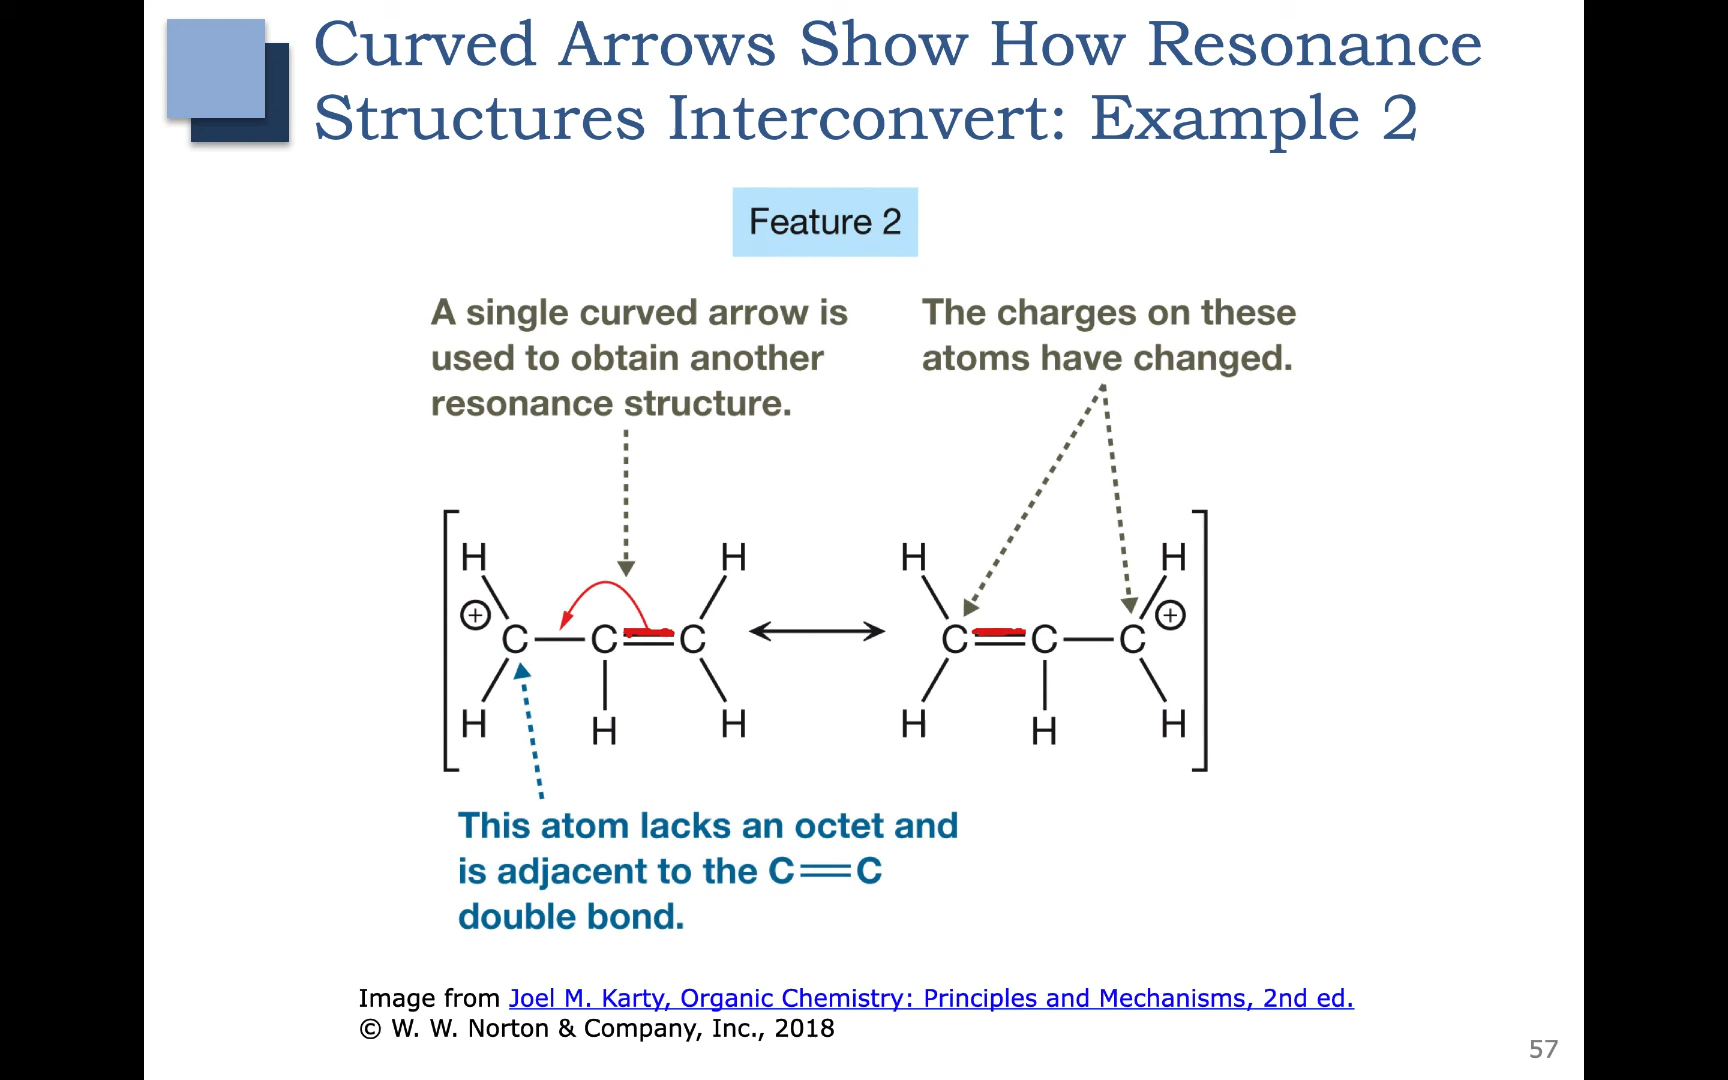 Curved Arrows Show How Resonance
Structures Interconvert: Example 2
Feature 2
A single curved arrow is
used to obtain another
resonance structure.
The charges on these
atoms have changed.
H H H H
+ +
C C C C C C
H H H H H H
This atom lacks an octet and
is adjacent to the C=C
double bond.
Image from Joel M. Karty, Organic Chemistry: Principles and Mechanisms, 2nd ed.
© W. W. Norton & Company, Inc., 2018
57